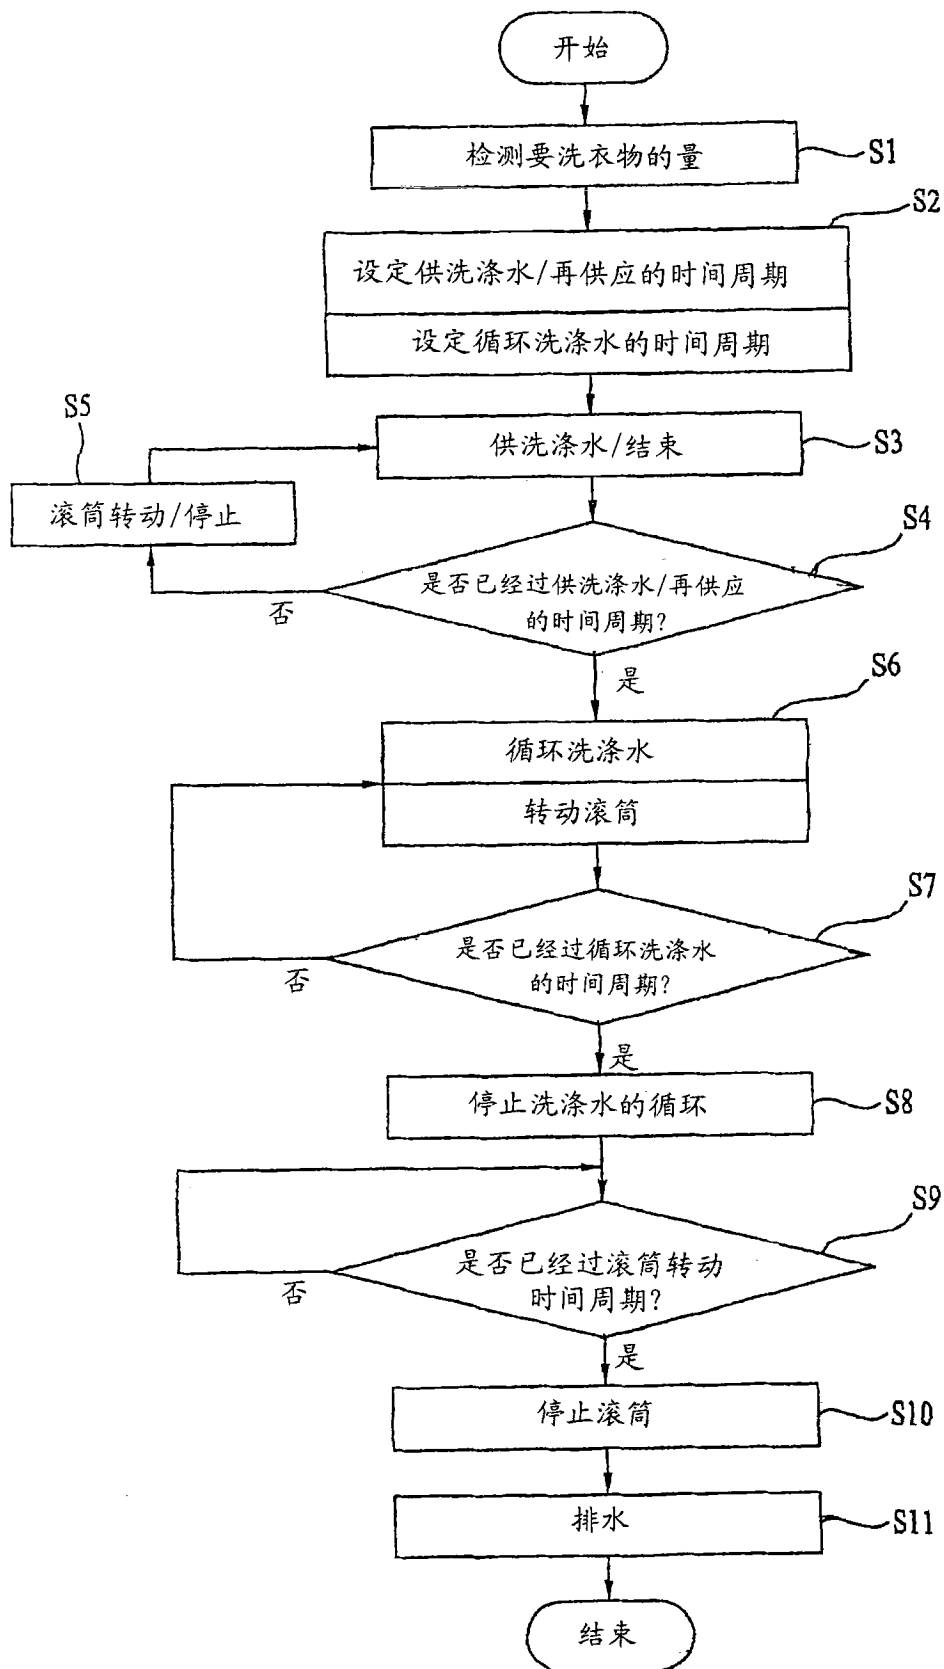 开始
检测要洗衣物的量
S1
S2
设定供洗涤水/再供应的时间周期
设定循环洗涤水的时间周期
S5
供洗涤水/结束
S3
滚筒转动/停止
S4
是否已经过供洗涤水/再供应
的时间周期?
否
是
S6
循环洗涤水
转动滚筒
S7
是否已经过循环洗涤水
的时间周期?
否
是
停止洗涤水的循环
S8
S9
是否已经过滚筒转动
时间周期?
否
是
停止滚筒
S10
排水
S11
结束